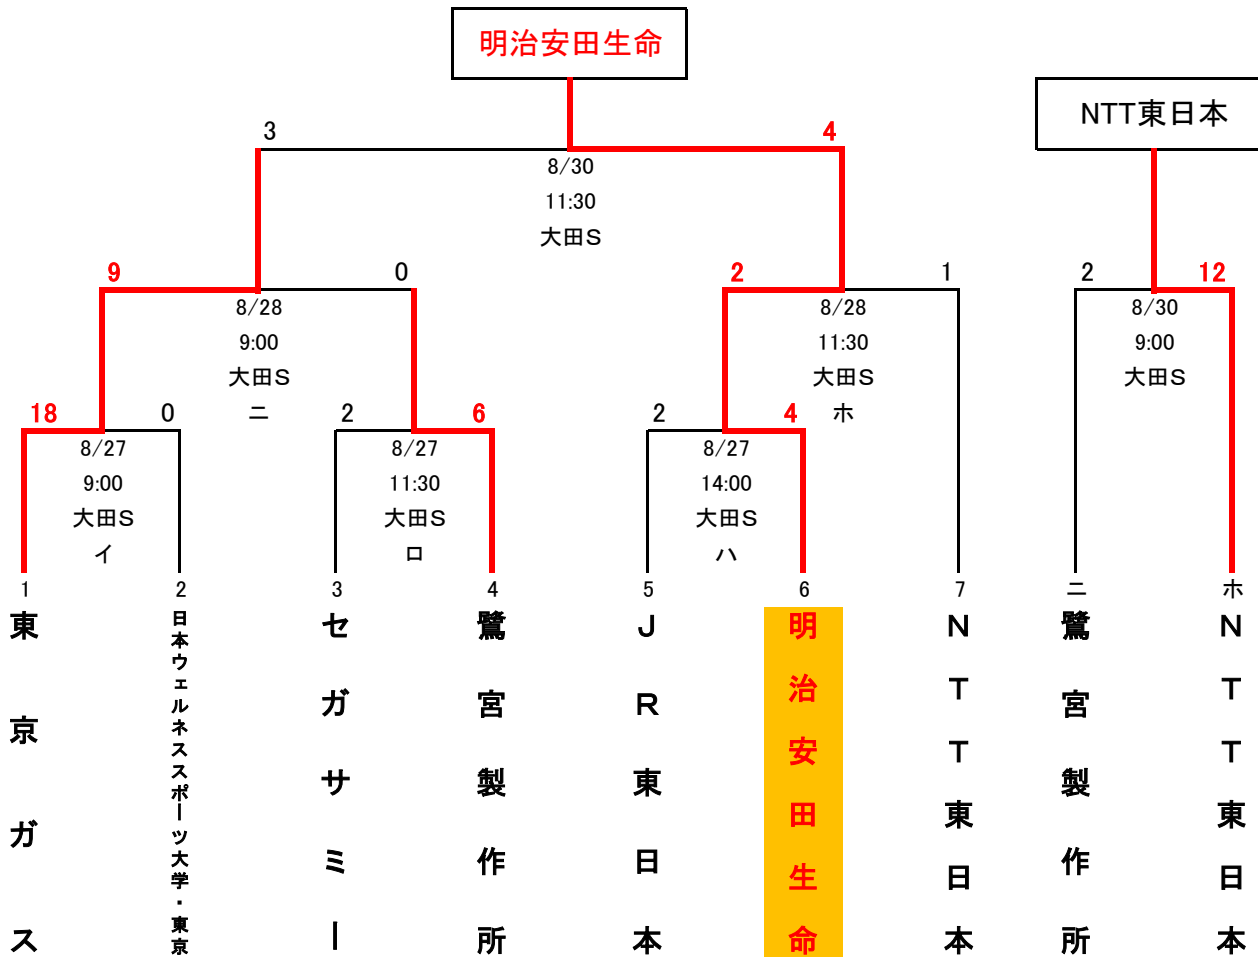 明治安田生命
NTT東日本
3
4
8/30
11:30
大田S
9
0
2
1
2
12
8/28
9:00
大田S
ニ
8/28
11:30
大田S
ホ
8/30
9:00
大田S
18
0
2
6
2
4
8/27
9:00
大田S
イ
8/27
11:30
大田S
ロ
8/27
14:00
大田S
ハ
1
2
3
4
5
6
7
ニ
ホ
東京ガス
日本ウェルネススポーツ大学・東京
セガサミー
鷺宮製作所
JR東日本
明治安田生命
NTT東日本
鷺宮製作所
NTT東日本